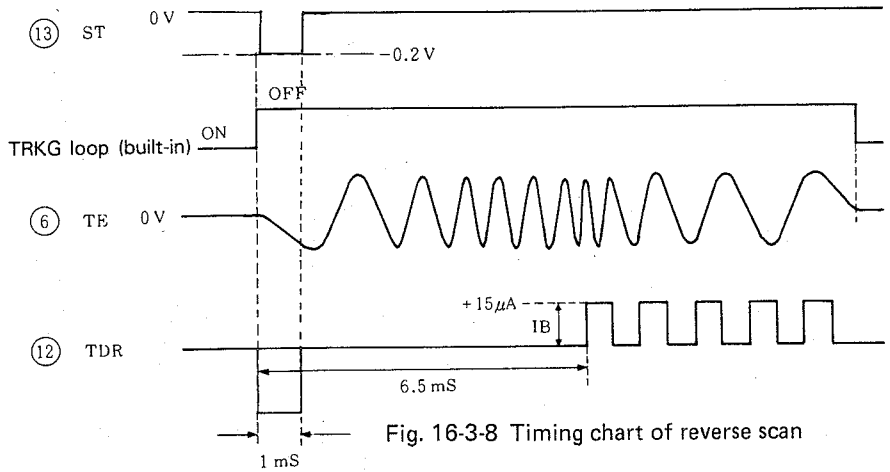 0V
⑬ ST
−0.2 V
OFF
ON
TRKG loop (built-in)
⑥ TE 0 V
+15μA
IB
⑫ TDR
6.5 mS
Fig. 16-3-8 Timing chart of reverse scan
1 mS